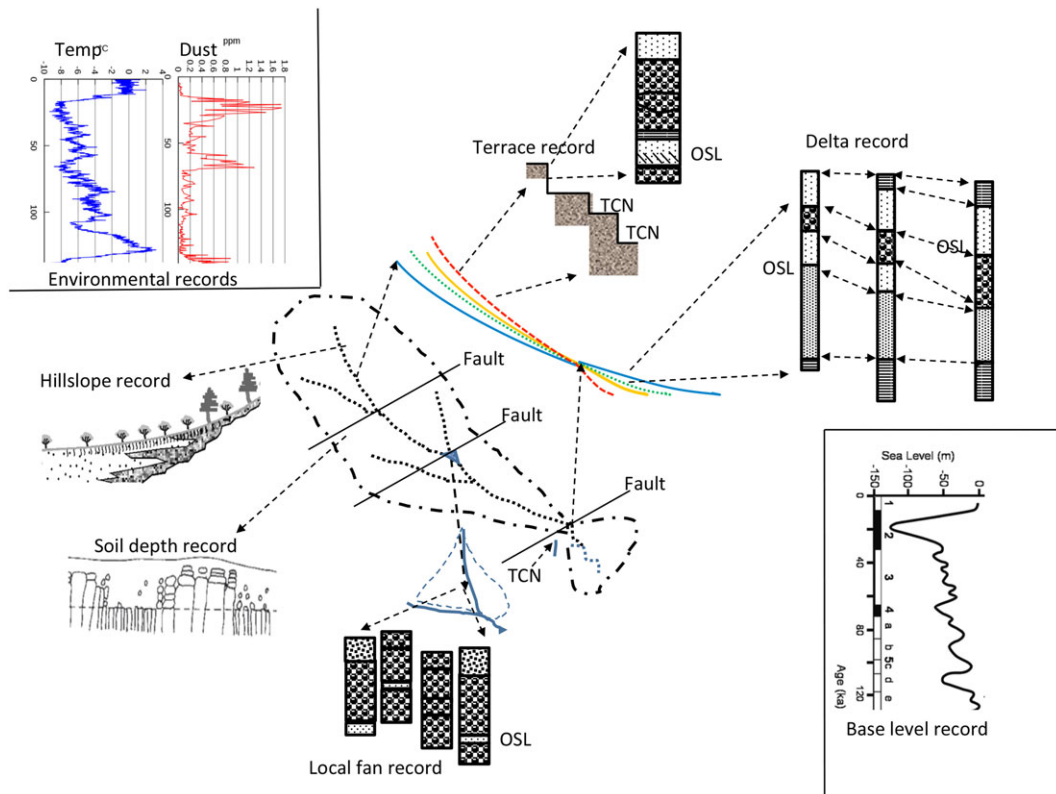 Temp°C
-10 -8 -6 -4 -2 0 2 4
0
50
100
Dust ppm
0.2 0.4 0.6 0.8 1 1.2 1.4 1.6 1.8
0
50
100
Environmental records
Terrace record
OSL
TCN
TCN
Delta record
OSL
OSL
Hillslope record
Fault
Fault
Fault
Soil depth record
TCN
OSL
Local fan record
Sea Level (m)
-150 -100 -50 0
0
40
80
120
Age (ka)
1
2
3
4
a
b
5c
d
e
Base level record